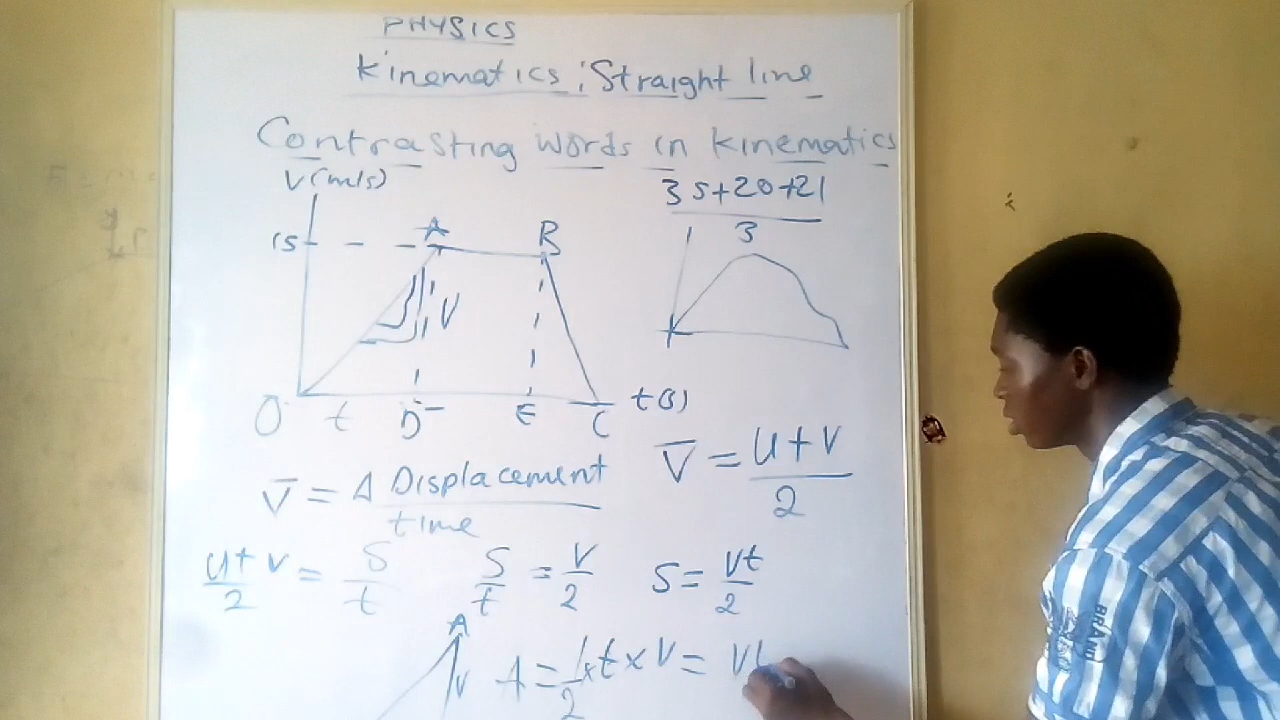 PHYSICS
Kinematics ; Straight line
Contrasting words in kinematics
V(m/s)
35+20+21
3
15
A
B
V
O
t
D
E
C
t(s)
V̅ = Δ Displacement
time
V̅ = u+v
2
u+v = S
2 t
S = V
t 2
S = Vt
2
A
V
A = 1 x t x V = Vt
2
BRAND